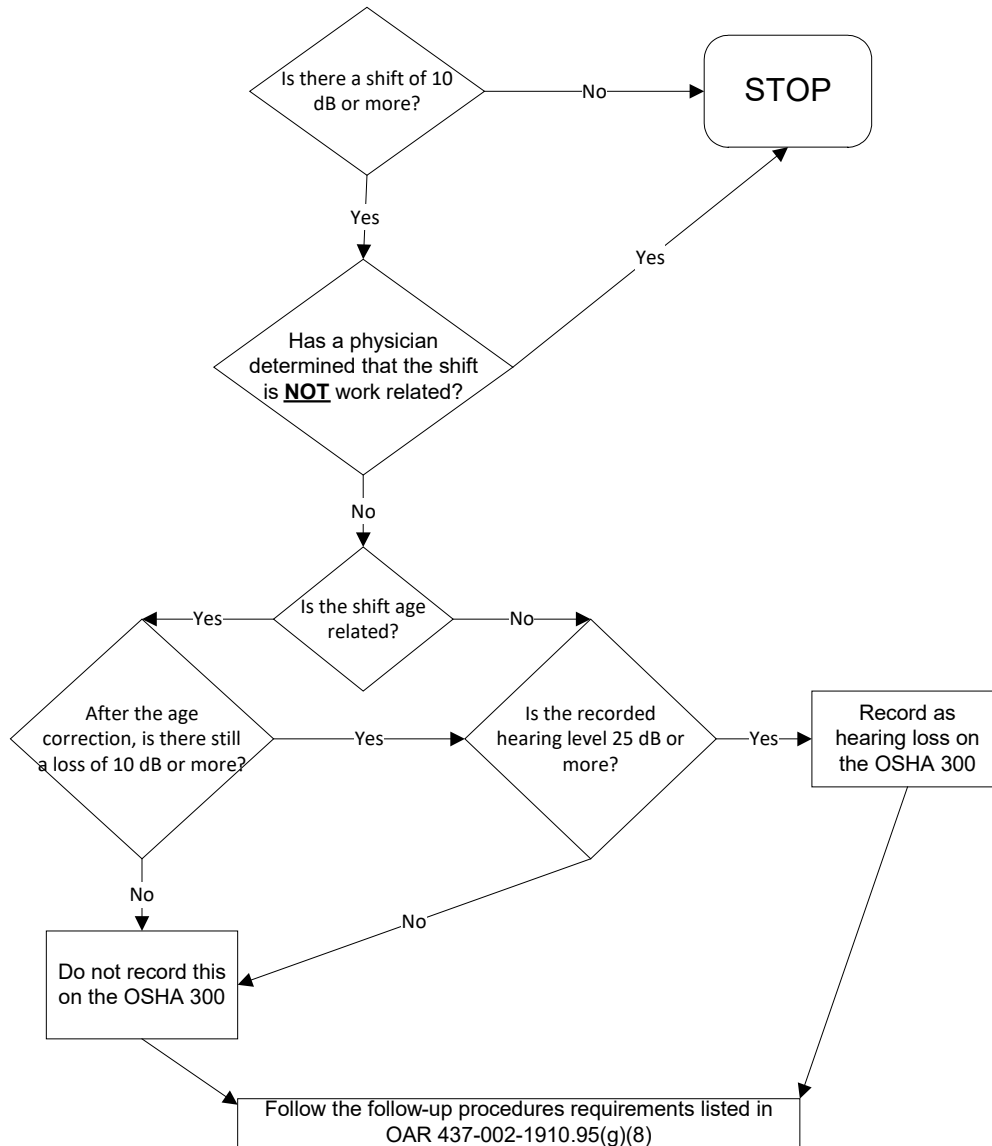 Is there a shift of 10
dB or more?
No
STOP
Yes
Yes
Has a physician
determined that the shift
is NOT work related?
No
Is the shift age
related?
Yes
No
After the age
correction, is there still
a loss of 10 dB or more?
Yes
Is the recorded
hearing level 25 dB or
more?
Yes
Record as
hearing loss on
the OSHA 300
No
No
Do not record this
on the OSHA 300
Follow the follow-up procedures requirements listed in
OAR 437-002-1910.95(g)(8)